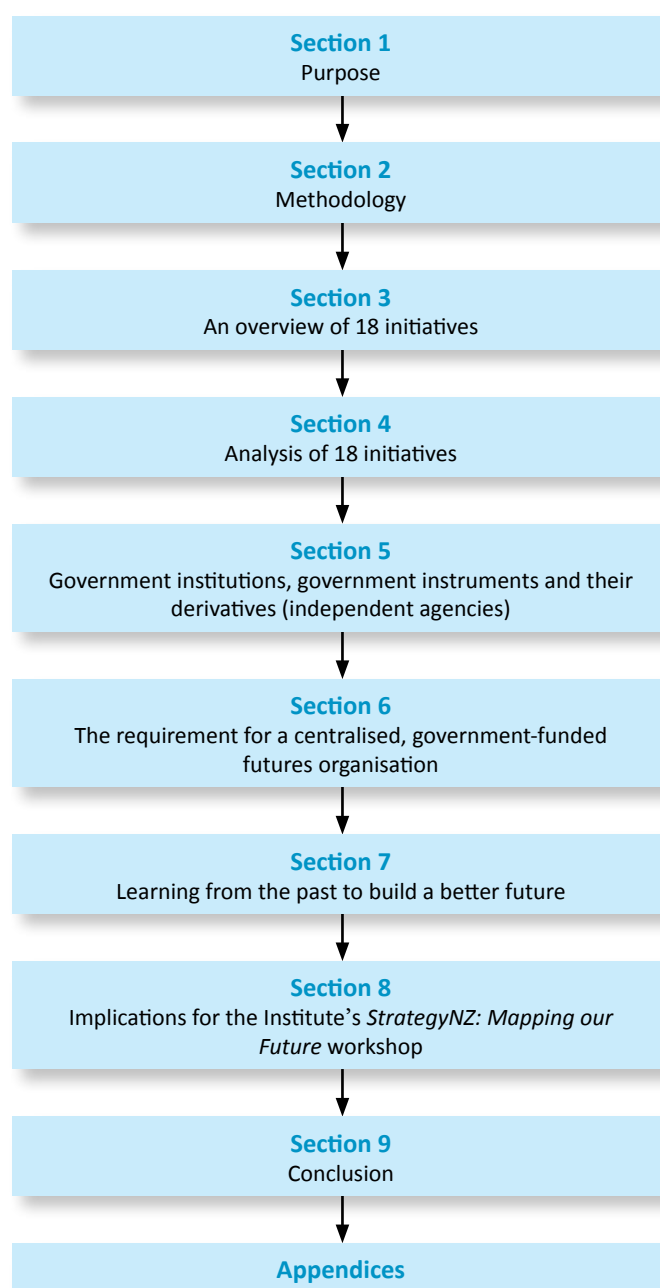 Section 1
Purpose
Section 2
Methodology
Section 3
An overview of 18 initiatives
Section 4
Analysis of 18 initiatives
Section 5
Government institutions, government instruments and their
derivatives (independent agencies)
Section 6
The requirement for a centralised, government-funded
futures organisation
Section 7
Learning from the past to build a better future
Section 8
Implications for the Institute’s StrategyNZ: Mapping our
Future workshop
Section 9
Conclusion
Appendices